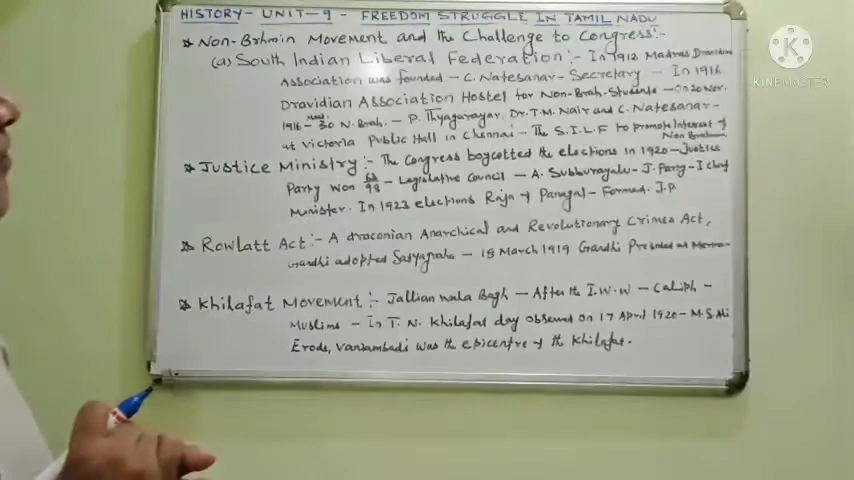 HISTORY- UNIT-9 - FREEDOM STRUGGLE IN TAMIL NADU
Non-Brhmin Movement and the Challenge to Congress:-
(a) South Indian Liberal Federation:- In 1912 Madras Dravidian
Association was founded - C. Natesanar - Secretary - In 1916
Dravidian Association Hostel for Non-Brah. Students - on 20 Nov.
1916 - 30 N. Brah. - P. Thyagarayar, Dr. T.M. Nair and C. Natesanar -
at Victoria Public Hall in Chennai - The S.I.L.F to promote Interest of
Non Brahmin
Justice Ministry:- The Congress boycotted the elections in 1920 - Justice
Party won 63/98 - Legislative Council - A. Subburayalu - J. Party - I chief
Minister. In 1923 elections Raja of Panagal - Formed. J.P
Rowlatt Act:- A draconian Anarchical and Revolutionary Crimes Act,
Gandhi adopted Satyagraha - 18 March 1919 Gandhi at Marina-
Khilafat Movement:- Jallian wala Bagh - After the I.W.W - Caliph -
Muslims - In T.N. Khilafat day observed on 17 April 1920 - M.S. Ali
Erode, Vaniambadi was the epicentre of the Khilafat.
K
KINEMASTER